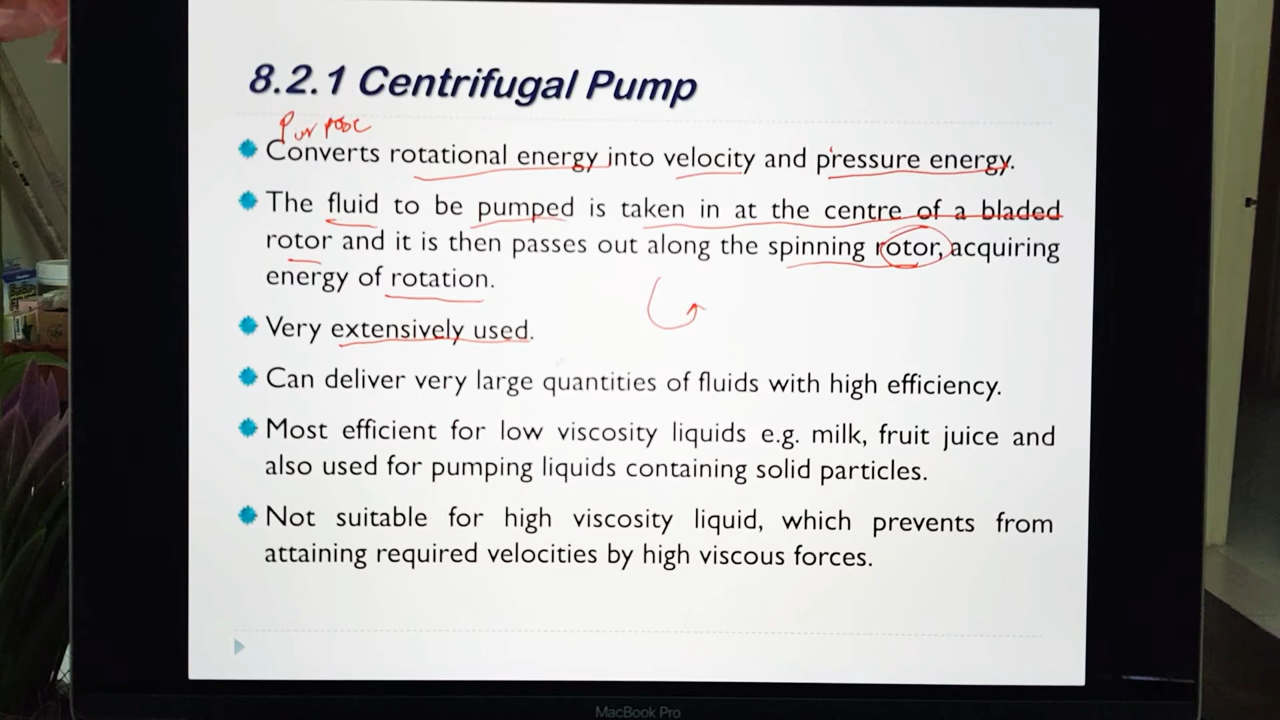 8.2.1 Centrifugal Pump
Purpose
Converts rotational energy into velocity and pressure energy.
The fluid to be pumped is taken in at the centre of a bladed
rotor and it is then passes out along the spinning rotor, acquiring
energy of rotation.
Very extensively used.
Can deliver very large quantities of fluids with high efficiency.
Most efficient for low viscosity liquids e.g. milk, fruit juice and
also used for pumping liquids containing solid particles.
Not suitable for high viscosity liquid, which prevents from
attaining required velocities by high viscous forces.
MacBook Pro